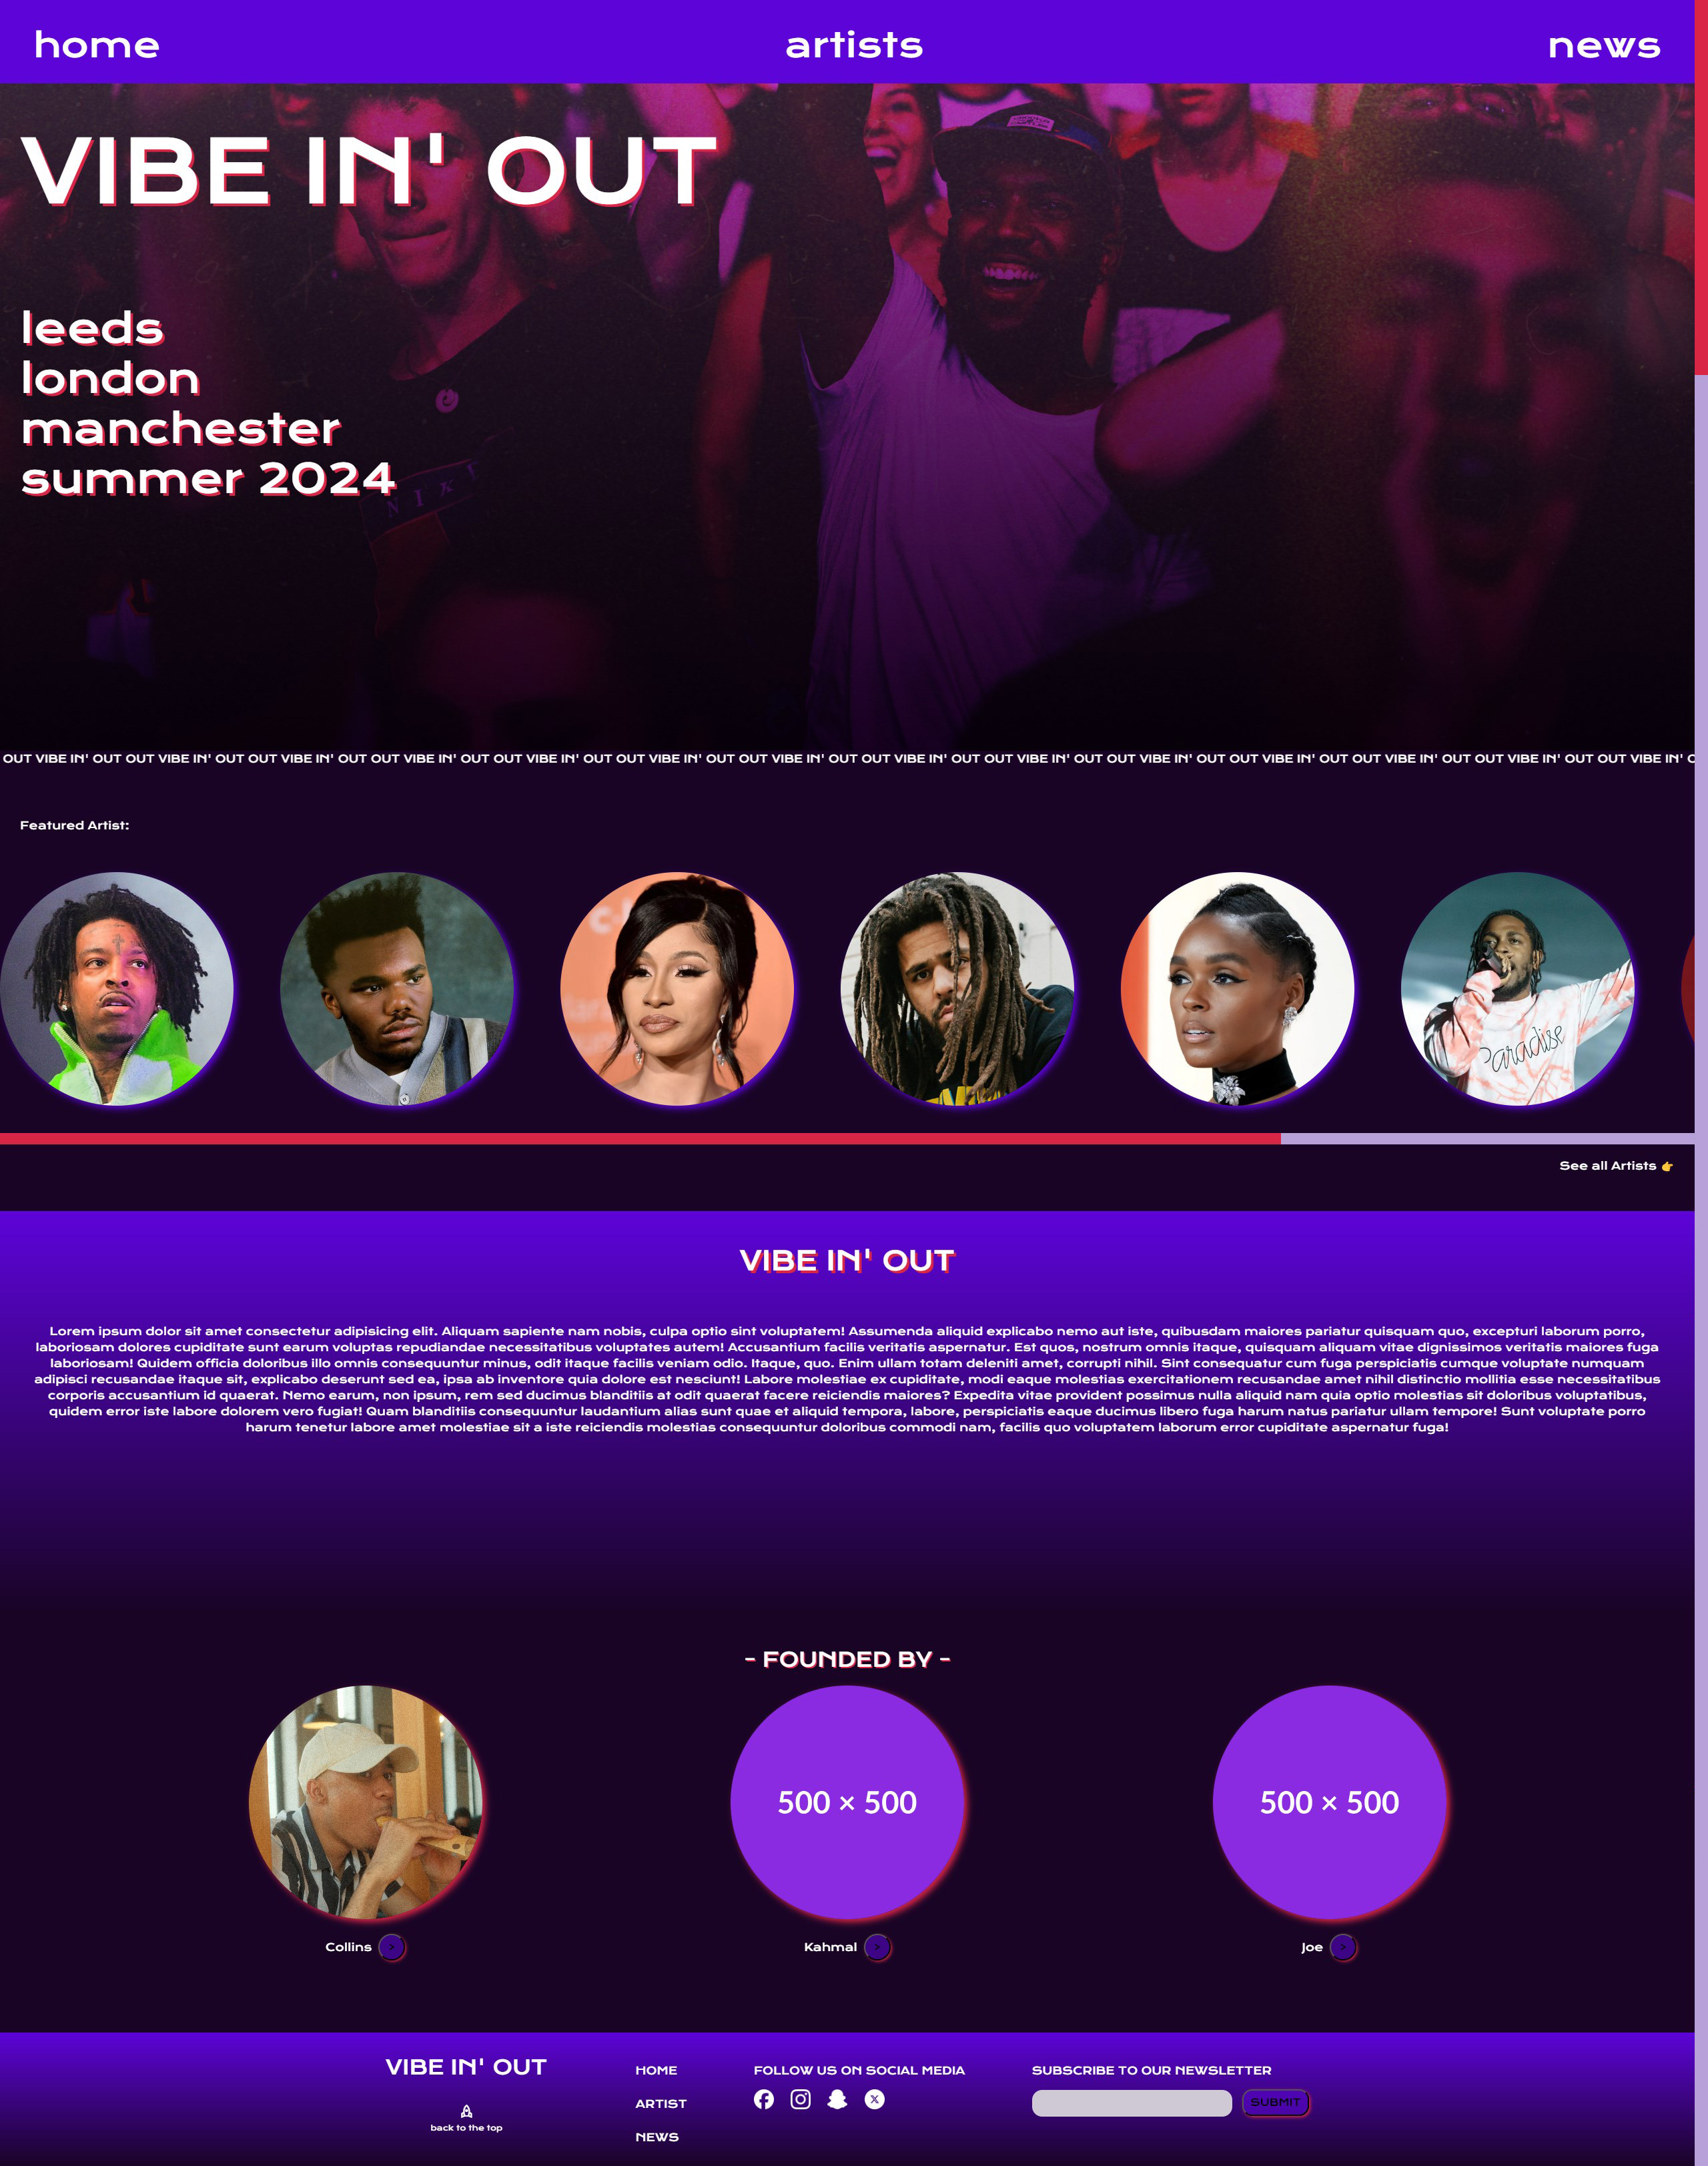 home
artists
news
VIBE IN' OUT
leeds
london
manchester
summer 2024
OUT VIBE IN' OUT OUT VIBE IN' OUT OUT VIBE IN' OUT OUT VIBE IN' OUT OUT VIBE IN' OUT OUT VIBE IN' OUT OUT VIBE IN' OUT OUT VIBE IN' OUT OUT VIBE IN' OUT OUT VIBE IN' OUT OUT VIBE IN' OUT OUT VIBE IN' OUT OUT VIBE IN' OUT OUT VIBE IN'
Featured Artist:
Paradise
See all Artists 👉
VIBE IN' OUT
Lorem ipsum dolor sit amet consectetur adipisicing elit. Aliquam sapiente nam nobis, culpa optio sint voluptatem! Assumenda aliquid explicabo nemo aut iste, quibusdam maiores pariatur quisquam quo, excepturi laborum porro,
laboriosam dolores cupiditate sunt earum voluptas repudiandae necessitatibus voluptates autem! Accusantium facilis veritatis aspernatur. Est quos, nostrum omnis itaque, quisquam aliquam vitae dignissimos veritatis maiores fuga
laboriosam! Quidem officia doloribus illo omnis consequuntur minus, odit itaque facilis veniam odio. Itaque, quo. Enim ullam totam deleniti amet, corrupti nihil. Sint consequatur cum fuga perspiciatis cumque voluptate numquam
adipisci recusandae itaque sit, explicabo deserunt sed ea, ipsa ab inventore quia dolore est nesciunt! Labore molestiae ex cupiditate, modi eaque molestias exercitationem recusandae amet nihil distinctio mollitia esse necessitatibus
corporis accusantium id quaerat. Nemo earum, non ipsum, rem sed ducimus blanditiis at odit quaerat facere reiciendis maiores? Expedita vitae provident possimus nulla aliquid nam quia optio molestias sit doloribus voluptatibus,
quidem error iste labore dolorem vero fugiat! Quam blanditiis consequuntur laudantium alias sunt quae et aliquid tempora, labore, perspiciatis eaque ducimus libero fuga harum natus pariatur ullam tempore! Sunt voluptate porro
harum tenetur labore amet molestiae sit a iste reiciendis molestias consequuntur doloribus commodi nam, facilis quo voluptatem laborum error cupiditate aspernatur fuga!
- FOUNDED BY -
500 × 500
500 × 500
Collins >
Kahmal >
Joe >
VIBE IN' OUT
back to the top
HOME
ARTIST
NEWS
FOLLOW US ON SOCIAL MEDIA
SUBSCRIBE TO OUR NEWSLETTER
SUBMIT